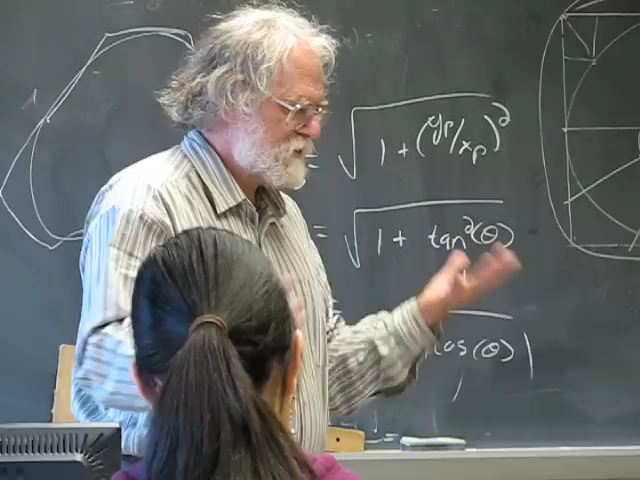 = √1 + (yp/xp)²
= √1 + tan²(θ)
cos(θ)|